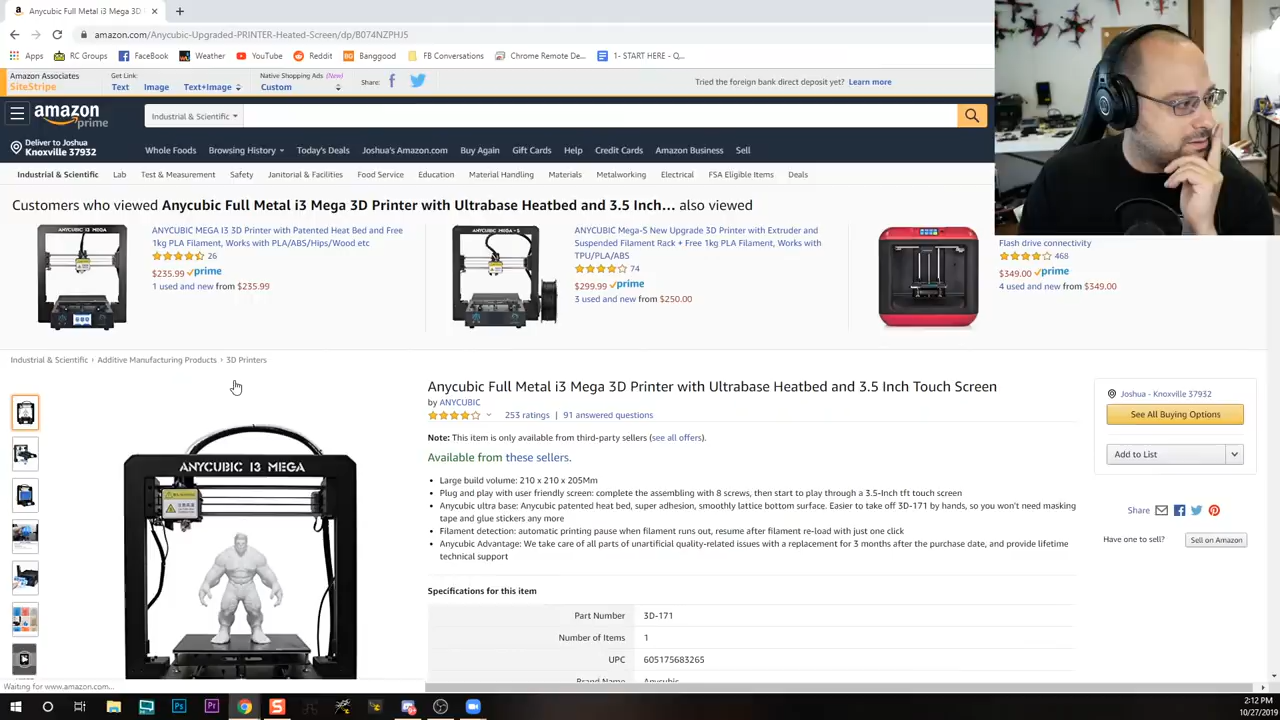 Anycubic Full Metal i3 Mega 3D
amazon.com/Anycubic-Upgraded-PRINTER-Heated-Screen/dp/B074NZPHJ5
Apps RC Groups FaceBook Weather YouTube Reddit Banggood FB Conversations Chrome Remote De... 1- START HERE - Q...
Amazon Associates
SiteStripe
Get Link:
Text Image Text+Image
Native Shopping Ads (New)
Custom
Share:
Tried the foreign bank direct deposit yet? Learn more
amazon
prime
Industrial & Scientific
Deliver to Joshua
Knoxville 37932
Whole Foods Browsing History Today's Deals Joshua's Amazon.com Buy Again Gift Cards Help Credit Cards Amazon Business Sell
Industrial & Scientific Lab Test & Measurement Safety Janitorial & Facilities Food Service Education Material Handling Materials Metalworking Electrical FSA Eligible Items Deals
Customers who viewed Anycubic Full Metal i3 Mega 3D Printer with Ultrabase Heatbed and 3.5 Inch... also viewed
ANYCUBIC MEGA I3 3D Printer with Patented Heat Bed and Free
1kg PLA Filament, Works with PLA/ABS/Hips/Wood etc
26
$235.99 prime
1 used and new from $235.99
ANYCUBIC Mega-S New Upgrade 3D Printer with Extruder and
Suspended Filament Rack + Free 1kg PLA Filament, Works with
TPU/PLA/ABS
74
$299.99 prime
3 used and new from $250.00
Flash drive connectivity
468
$349.00 prime
4 used and new from $349.00
Industrial & Scientific › Additive Manufacturing Products › 3D Printers
ANYCUBIC I3 MEGA
Anycubic Full Metal i3 Mega 3D Printer with Ultrabase Heatbed and 3.5 Inch Touch Screen
by ANYCUBIC
253 ratings | 91 answered questions
Note: This item is only available from third-party sellers (see all offers).
Available from these sellers.
• Large build volume: 210 x 210 x 205Mm
• Plug and play with user friendly screen: complete the assembling with 8 screws, then start to play through a 3.5-Inch tft touch screen
• Anycubic ultra base: Anycubic patented heat bed, super adhesion, smoothly lattice bottom surface. Easier to take off 3D-171 by hands, so you won't need masking
tape and glue stickers any more
• Filament detection: automatic printing pause when filament runs out, resume after filament re-load with just one click
• Anycubic Advantage: We take care of all parts of unartificial quality-related issues with a replacement for 3 months after the purchase date, and provide lifetime
technical support
Specifications for this item
Part Number 3D-171
Number of Items 1
UPC 605175683265
Brand Name Anycubic
Joshua - Knoxville 37932
See All Buying Options
Add to List
Share
Have one to sell? Sell on Amazon
Waiting for www.amazon.com...
2:12 PM
10/27/2019